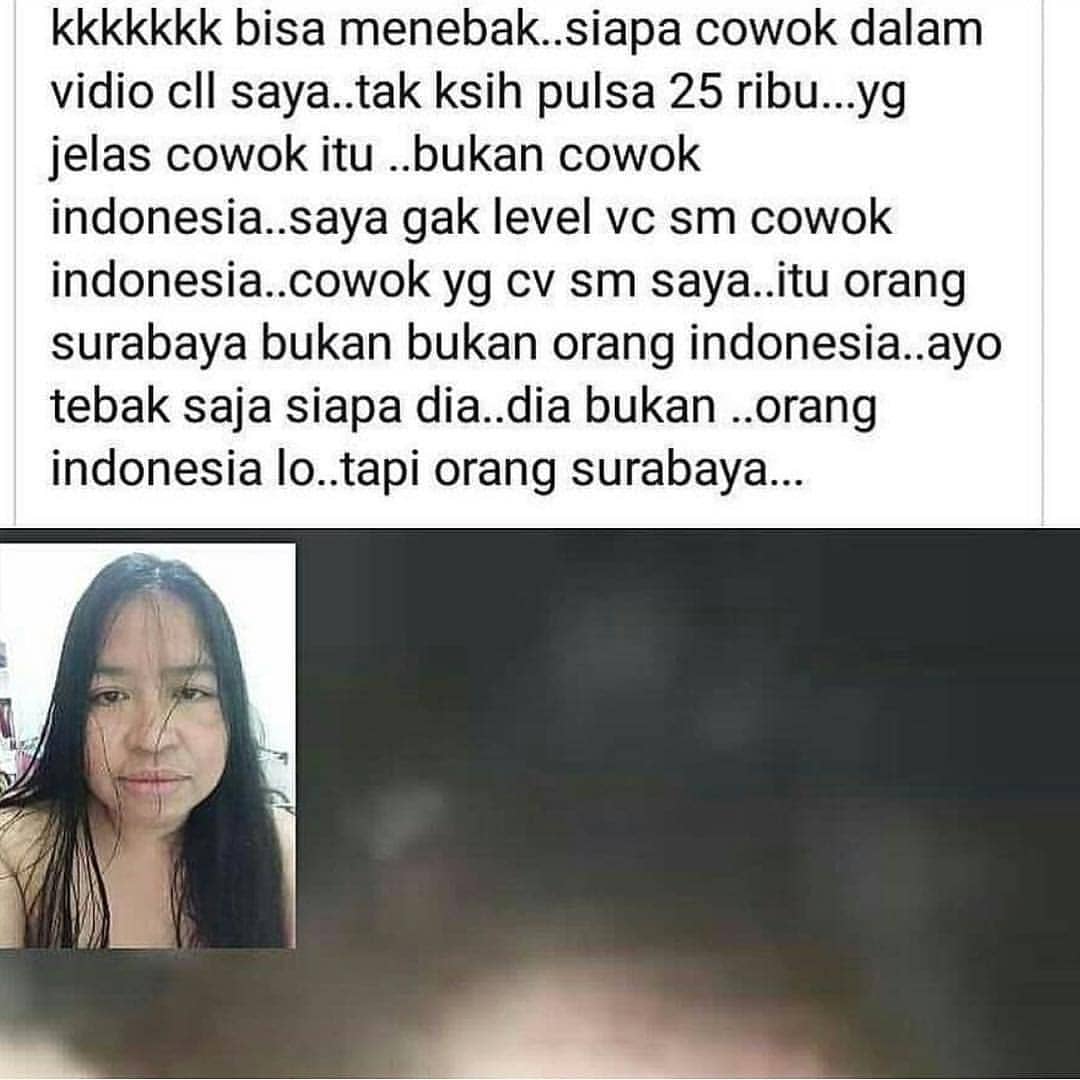 kkkkkkk bisa menebak..siapa cowok dalam
vidio cll saya..tak ksih pulsa 25 ribu...yg
jelas cowok itu ..bukan cowok
indonesia..saya gak level vc sm cowok
indonesia..cowok yg cv sm saya..itu orang
surabaya bukan bukan orang indonesia..ayo
tebak saja siapa dia..dia bukan ..orang
indonesia lo..tapi orang surabaya...